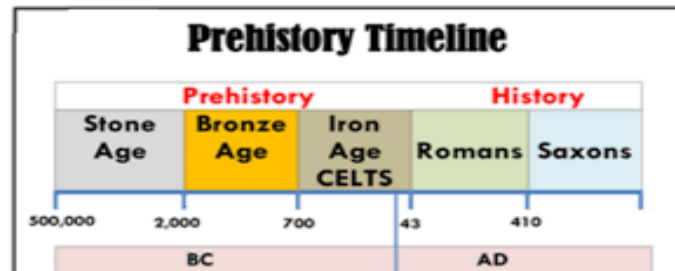 Prehistory Timeline
Prehistory History
Stone Age
Bronze Age
Iron Age CELTS
Romans
Saxons
500,000 2,000 700 43 410
BC AD